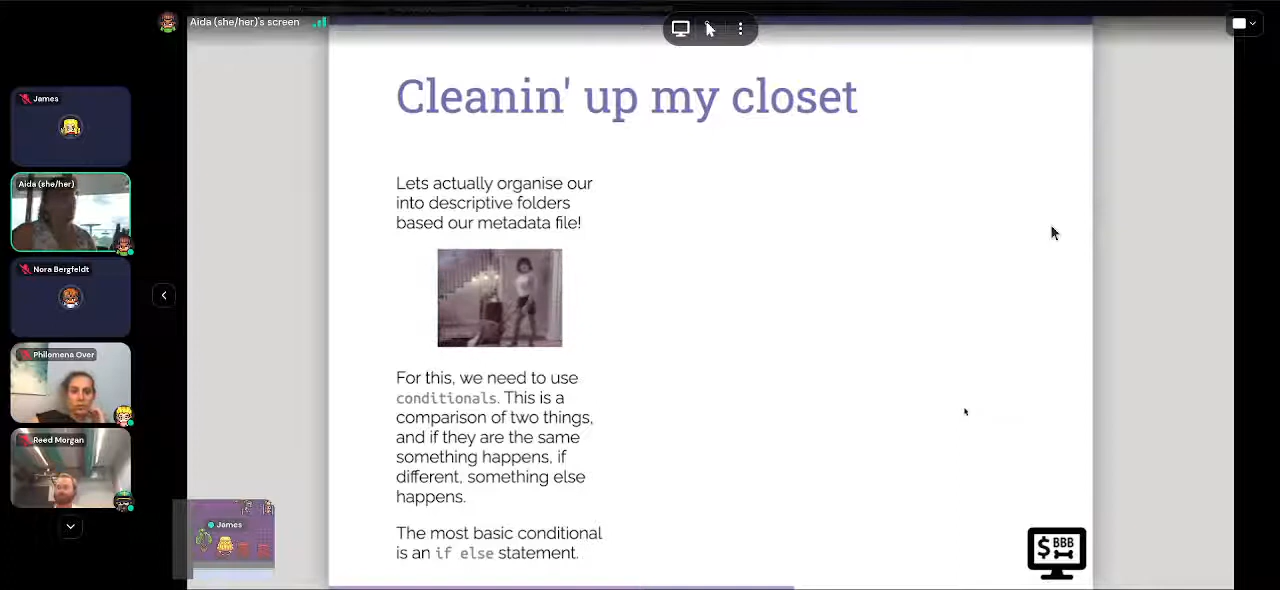 Aida (she/her)'s screen
James
Aida (she/her)
Nora Bergfeldt
Philomena Over
Reed Morgan
James
Cleanin' up my closet
Lets actually organise our
into descriptive folders
based our metadata file!
For this, we need to use
conditionals. This is a
comparison of two things,
and if they are the same
something happens, if
different, something else
happens.
The most basic conditional
is an if else statement.
$ BBB